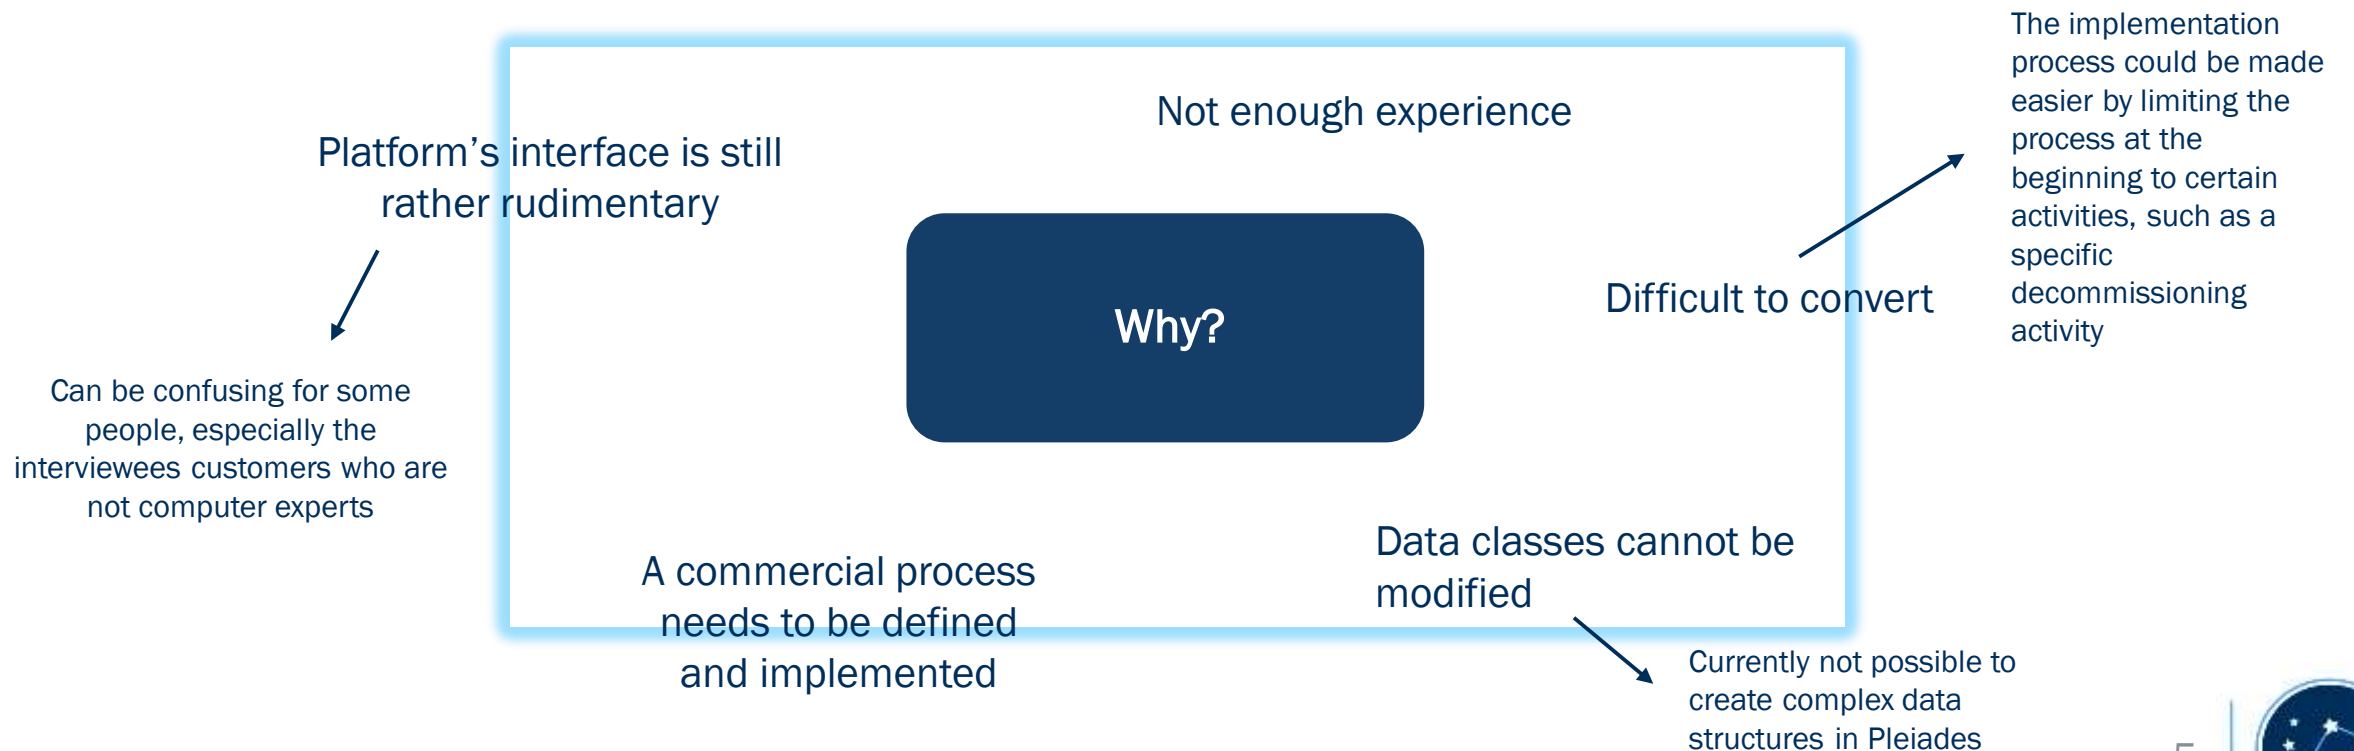 Not enough experience
Platform's interface is still
rather rudimentary
Can be confusing for some
people, especially the
interviewees customers who are
not computer experts
Why?
Difficult to convert
The implementation
process could be made
easier by limiting the
process at the
beginning to certain
activities, such as a
specific
decommissioning
activity
A commercial process
needs to be defined
and implemented
Data classes cannot be
modified
Currently not possible to
create complex data
structures in Pleiades